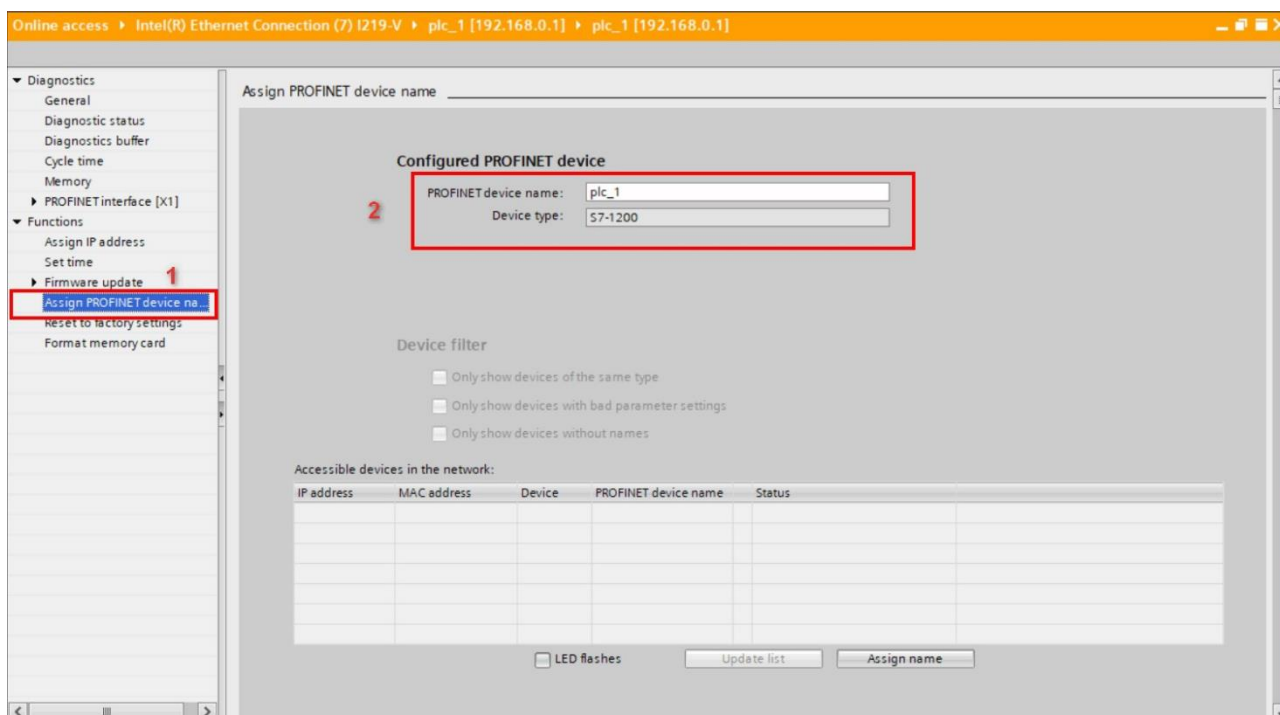 Online access ▸ Intel(R) Ethernet Connection (7) I219-V ▸ plc_1 [192.168.0.1] ▸ plc_1 [192.168.0.1]
Diagnostics
General
Diagnostic status
Diagnostics buffer
Cycle time
Memory
PROFINET interface [X1]
Functions
Assign IP address
Set time
Firmware update
1
Assign PROFINET device na...
Reset to factory settings
Format memory card
Assign PROFINET device name
Configured PROFINET device
2
PROFINET device name: plc_1
Device type: S7-1200
Device filter
Only show devices of the same type
Only show devices with bad parameter settings
Only show devices without names
Accessible devices in the network:
IP address MAC address Device PROFINET device name Status
LED flashes Update list Assign name